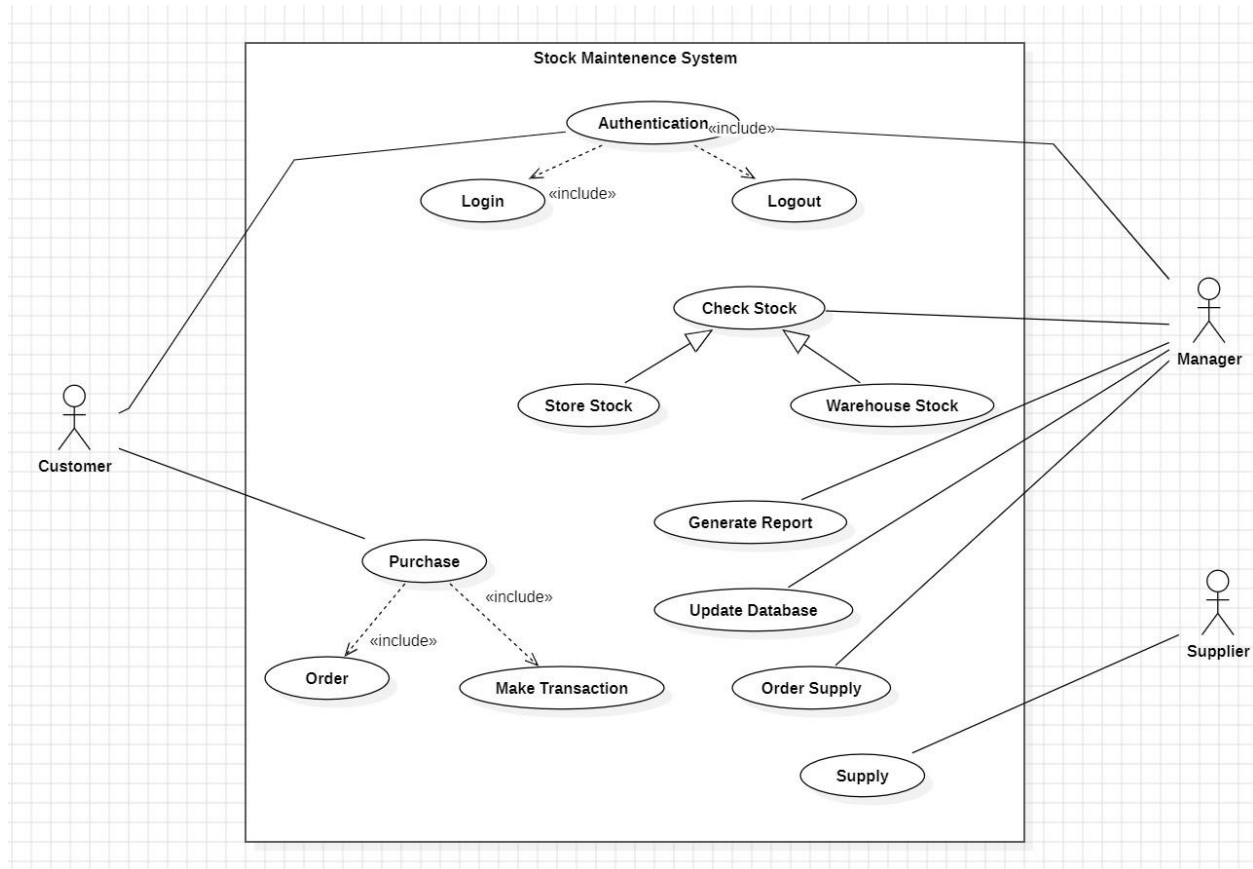 Stock Maintenence System
Authentication
«include»
Login
«include»
Logout
Check Stock
Manager
Store Stock
Warehouse Stock
Customer
Generate Report
Purchase
«include»
Update Database
«include»
Supplier
Order
Make Transaction
Order Supply
Supply